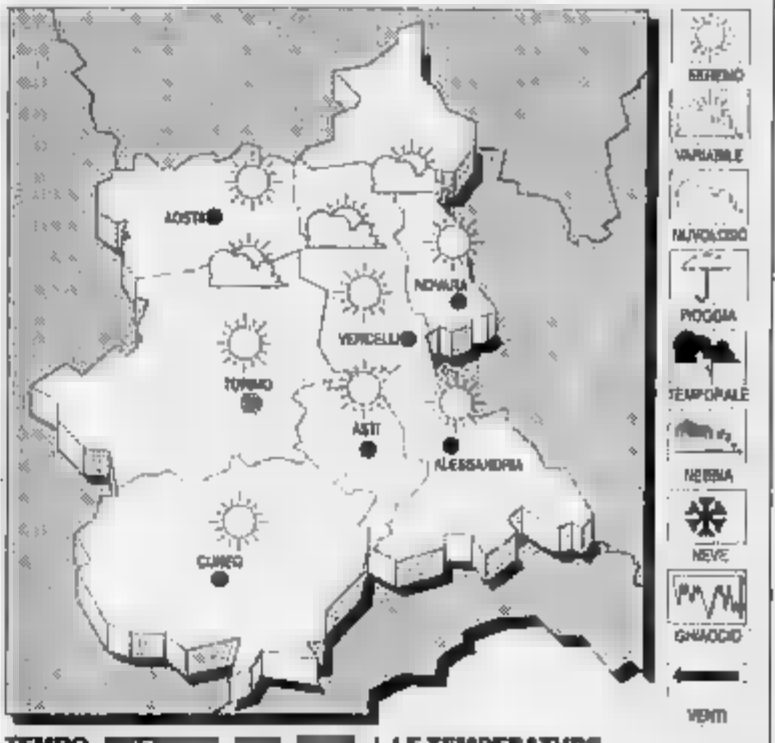 SERENO
VARIABILE
NUVOLOSO
PIOGGIA
TEMPORALE
NEBBIA
NEVE
GHIACCIO
VENTI
AOSTA
NOVARA
VERCELLI
TORINO
ASTI
ALESSANDRIA
CUNEO
TEMPO
LE TEMPERATURE